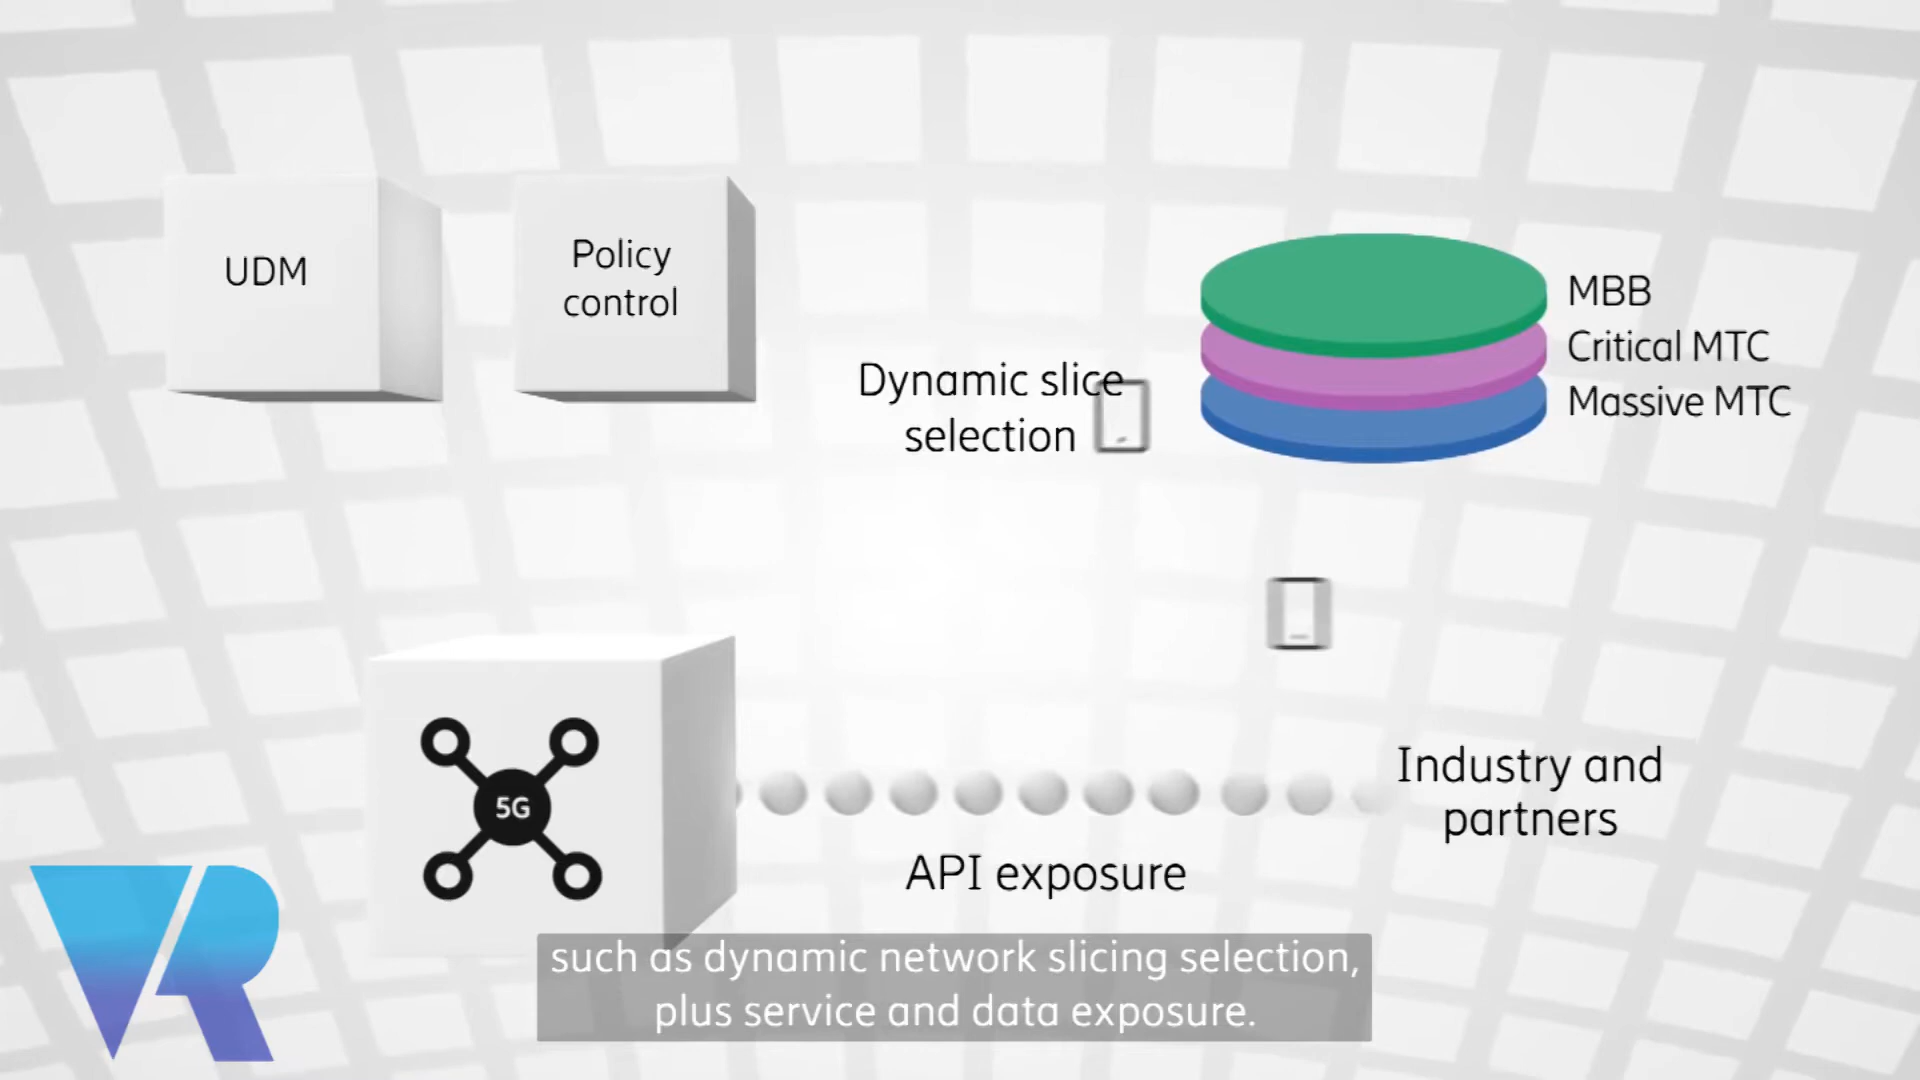 UDM
Policy
control
Dynamic slice
selection
MBB
Critical MTC
Massive MTC
5G
Industry and
partners
API exposure
such as dynamic network slicing selection,
plus service and data exposure.
VR